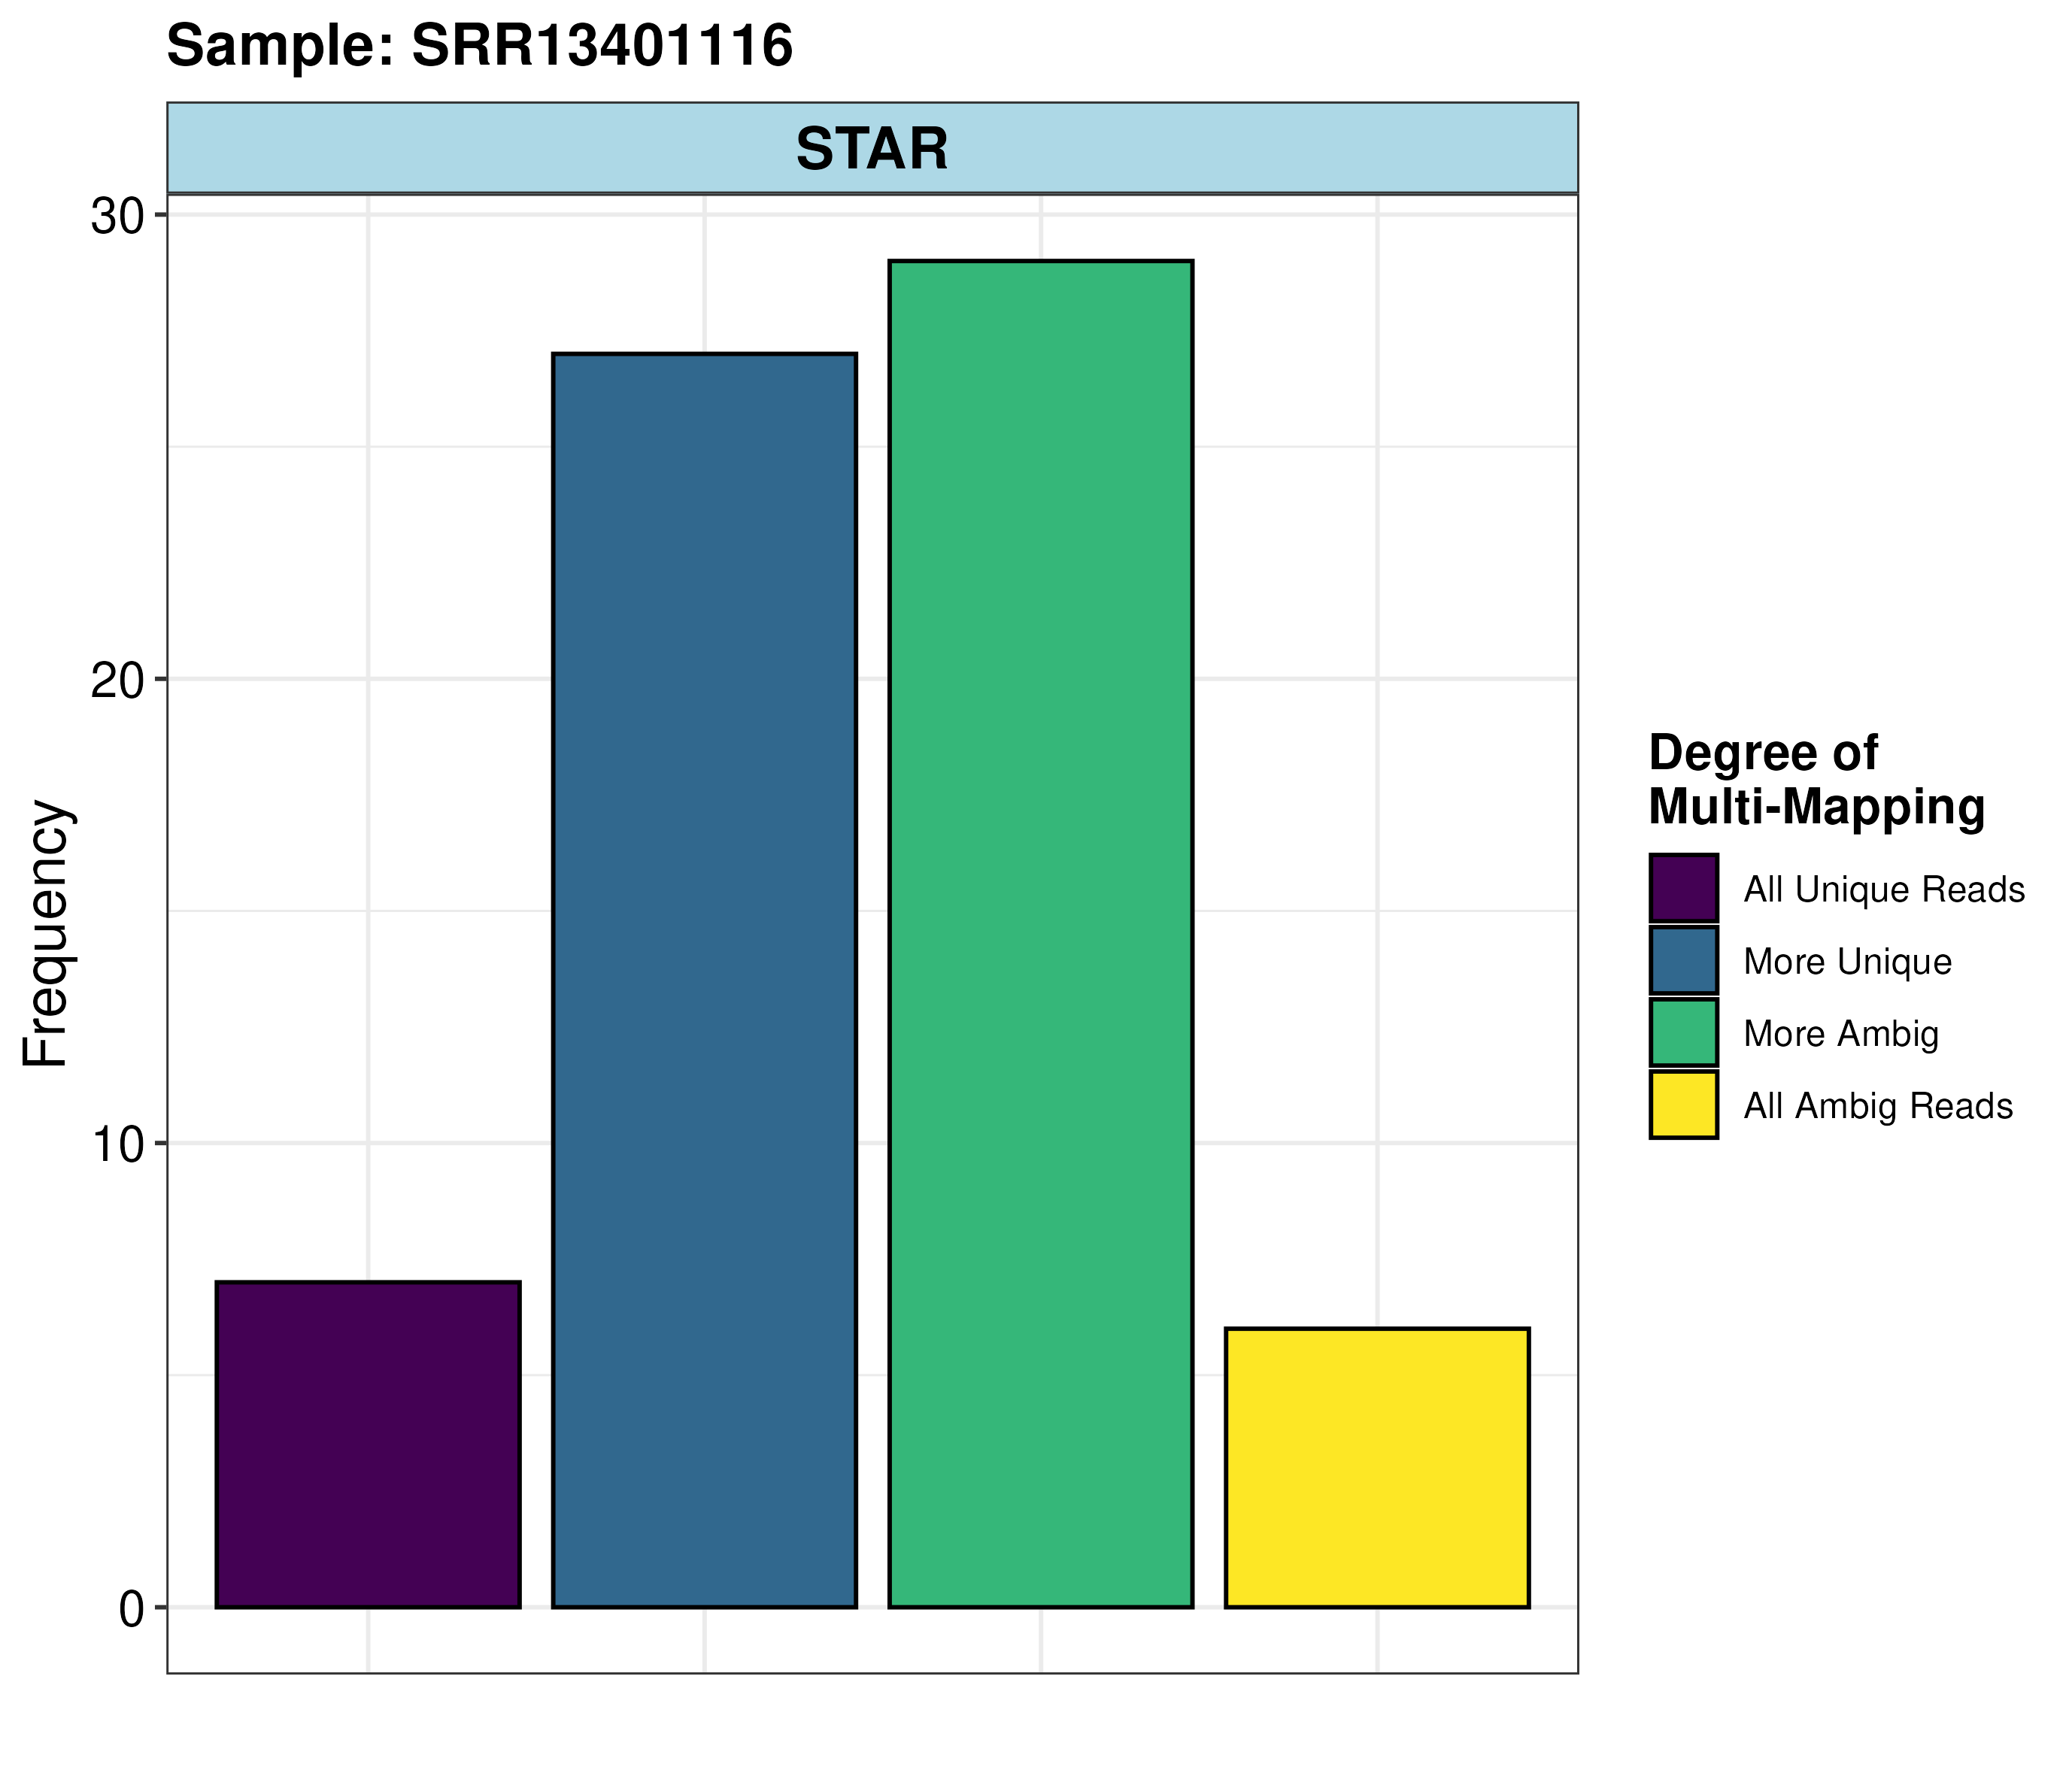 Sample: SRR13401116
STAR
30
20
10
0
Frequency
Degree of
Multi-Mapping
All Unique Reads
More Unique
More Ambig
All Ambig Reads